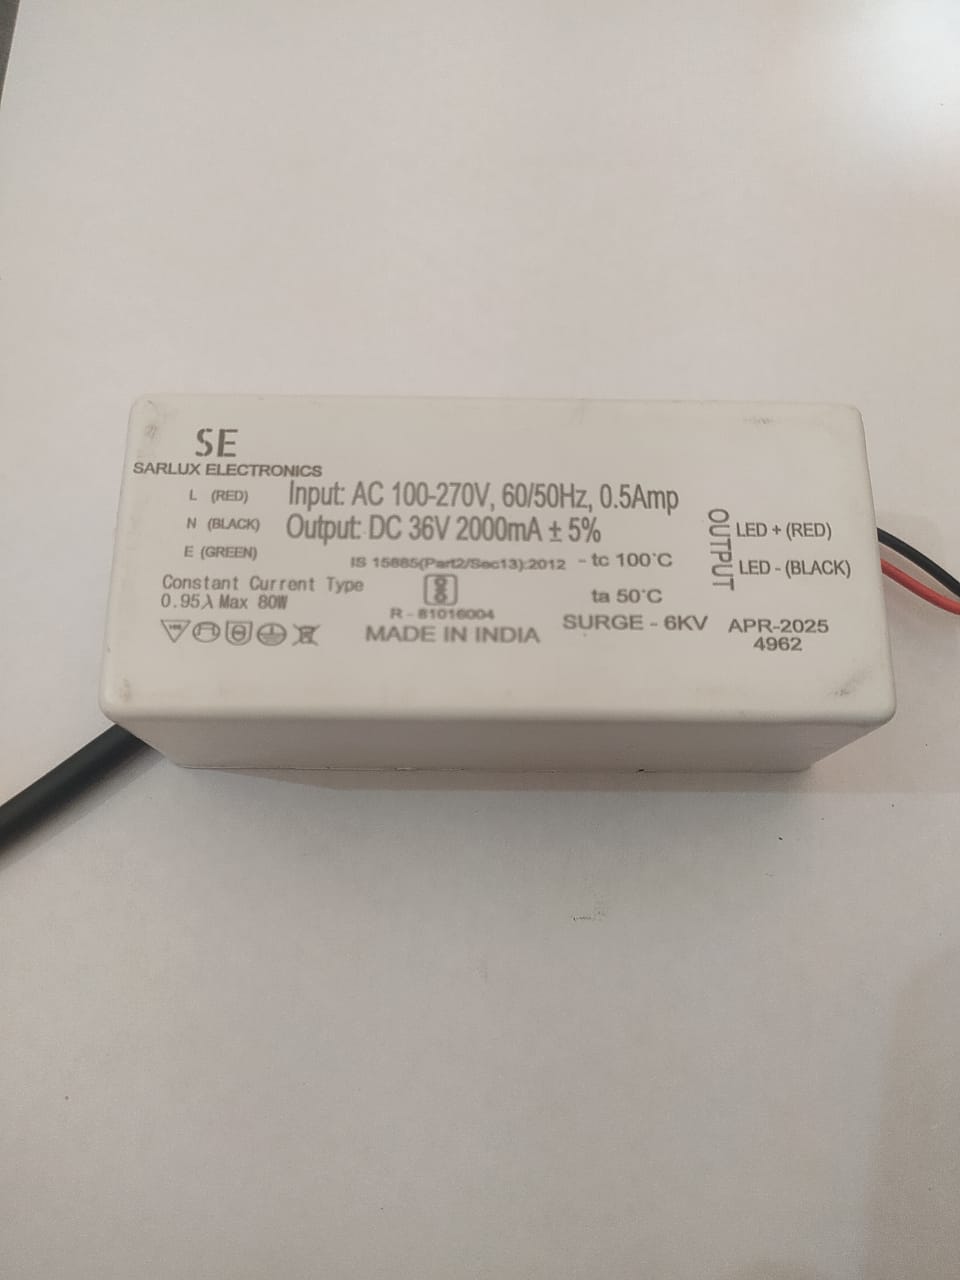 SE
SARLUX ELECTRONICS
L (RED)
N (BLACK)
E (GREEN)
Input: AC 100-270V, 60/50Hz, 0.5Amp
Output: DC 36V 2000mA ± 5%
IS 15885(Part2/Sec13):2012 - tc 100°C
Constant Current Type
0.95λ Max 80W
R - 81016004
MADE IN INDIA
ta 50°C
SURGE - 6KV
OUTPUT
LED + (RED)
LED - (BLACK)
APR-2025
4962